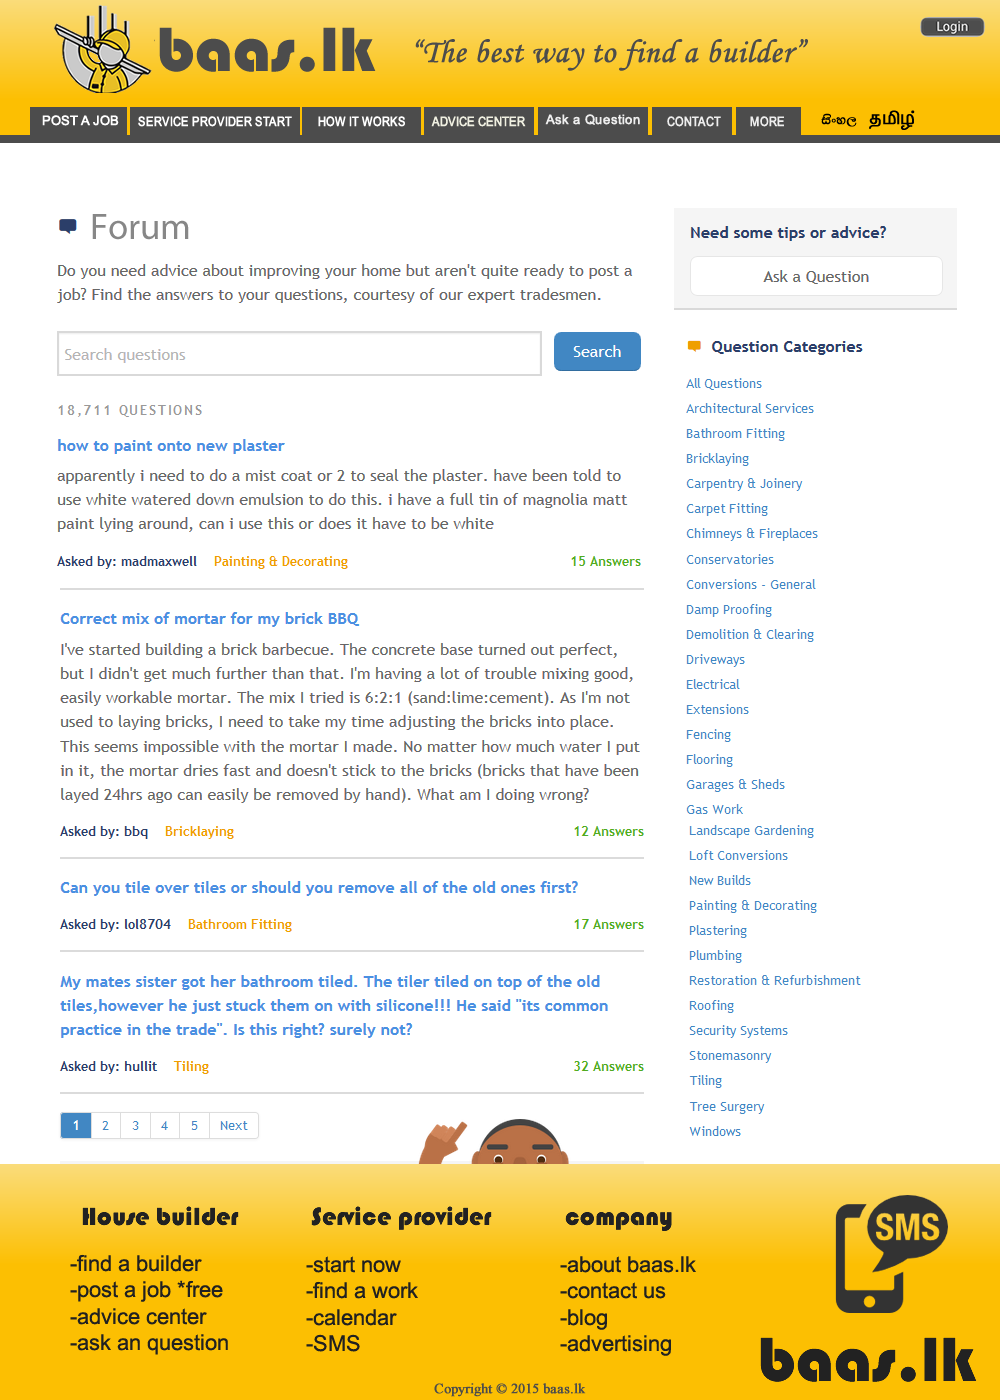 baas.lk
“The best way to find a builder”
Login
POST A JOB
SERVICE PROVIDER START
HOW IT WORKS
ADVICE CENTER
Ask a Question
CONTACT
MORE
සිංහල
தமிழ்
Forum
Do you need advice about improving your home but aren't quite ready to post a
job? Find the answers to your questions, courtesy of our expert tradesmen.
Search questions
Search
18,711 QUESTIONS
how to paint onto new plaster
apparently i need to do a mist coat or 2 to seal the plaster. have been told to
use white watered down emulsion to do this. i have a full tin of magnolia matt
paint lying around, can i use this or does it have to be white
Asked by: madmaxwell Painting & Decorating 15 Answers
Correct mix of mortar for my brick BBQ
I've started building a brick barbecue. The concrete base turned out perfect,
but I didn't get much further than that. I'm having a lot of trouble mixing good,
easily workable mortar. The mix I tried is 6:2:1 (sand:lime:cement). As I'm not
used to laying bricks, I need to take my time adjusting the bricks into place.
This seems impossible with the mortar I made. No matter how much water I put
in it, the mortar dries fast and doesn't stick to the bricks (bricks that have been
layed 24hrs ago can easily be removed by hand). What am I doing wrong?
Asked by: bbq Bricklaying 12 Answers
Can you tile over tiles or should you remove all of the old ones first?
Asked by: lol8704 Bathroom Fitting 17 Answers
My mates sister got her bathroom tiled. The tiler tiled on top of the old
tiles,however he just stuck them on with silicone!!! He said "its common
practice in the trade". Is this right? surely not?
Asked by: hullit Tiling 32 Answers
1 2 3 4 5 Next
Need some tips or advice?
Ask a Question
Question Categories
All Questions
Architectural Services
Bathroom Fitting
Bricklaying
Carpentry & Joinery
Carpet Fitting
Chimneys & Fireplaces
Conservatories
Conversions - General
Damp Proofing
Demolition & Clearing
Driveways
Electrical
Extensions
Fencing
Flooring
Garages & Sheds
Gas Work
Landscape Gardening
Loft Conversions
New Builds
Painting & Decorating
Plastering
Plumbing
Restoration & Refurbishment
Roofing
Security Systems
Stonemasonry
Tiling
Tree Surgery
Windows
House builder
-find a builder
-post a job *free
-advice center
-ask an question
Service provider
-start now
-find a work
-calendar
-SMS
company
-about baas.lk
-contact us
-blog
-advertising
SMS
baas.lk
Copyright © 2015 baas.lk